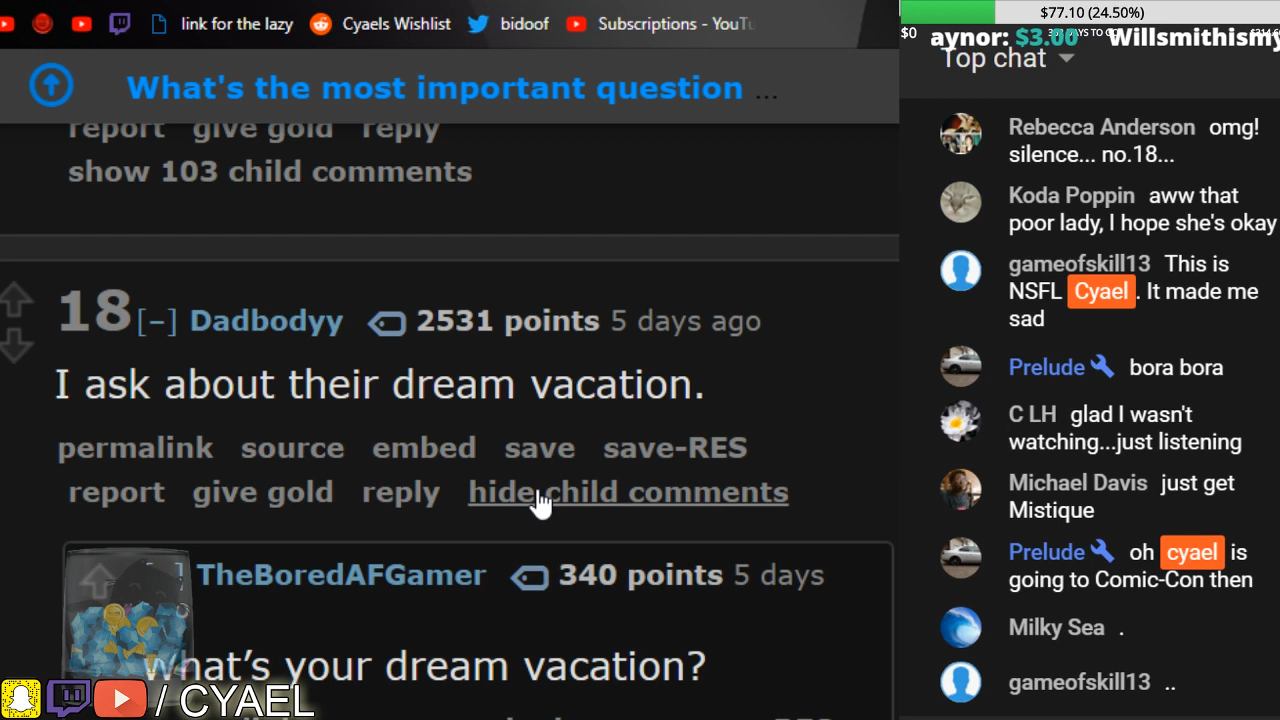 link for the lazy
Cyaels Wishlist
bidoof
Subscriptions - YouTu
What's the most important question ...
report give gold reply
show 103 child comments
18 [–] Dadbodyy 2531 points 5 days ago
I ask about their dream vacation.
permalink source embed save save-RES
report give gold reply hide child comments
TheBoredAFGamer 340 points 5 days
What’s your dream vacation?
/ CYAEL
$77.10 (24.50%)
$0
aynor: $3.00 Willsmithismy
Top chat
Rebecca Anderson omg!
silence... no.18...
Koda Poppin aww that
poor lady, I hope she's okay
gameofskill13 This is
NSFL Cyael. It made me
sad
Prelude bora bora
C LH glad I wasn't
watching...just listening
Michael Davis just get
Mistique
Prelude oh cyael is
going to Comic-Con then
Milky Sea .
gameofskill13 ..